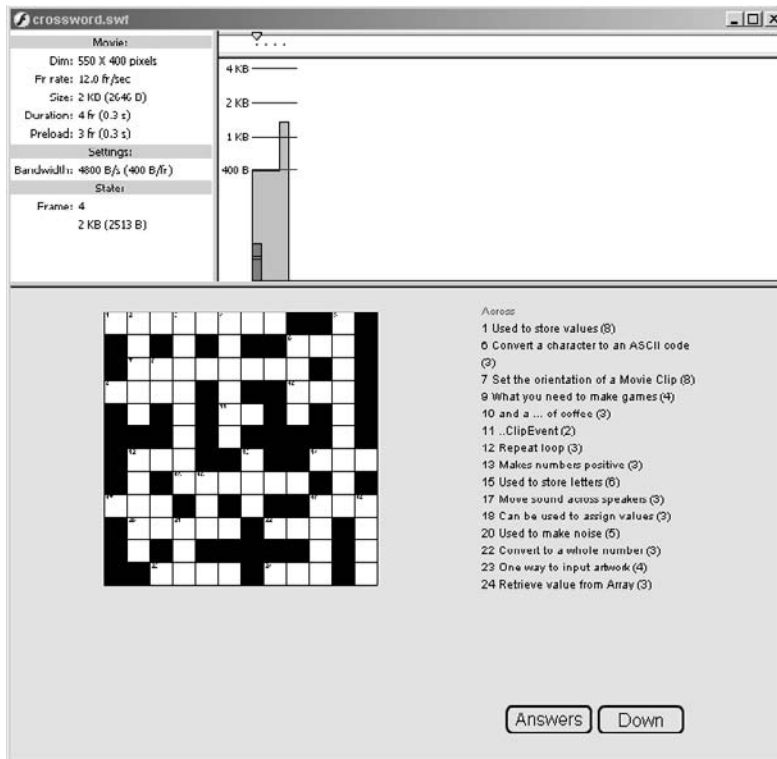 crossword.swf
Movie:
Dim: 550 X 400 pixels
Fr rate: 12.0 fr/sec
Size: 2 KB (2646 B)
Duration: 4 fr (0.3 s)
Preload: 3 fr (0.3 s)
Settings:
Bandwidth: 4800 B/s (400 B/fr)
State:
Frame: 4
2 KB (2513 B)
4 KB
2 KB
1 KB
400 B
Across
1 Used to store values (8)
6 Convert a character to an ASCII code
(3)
7 Set the orientation of a Movie Clip (8)
9 What you need to make games (4)
10 and a ... of coffee (3)
11 ..ClipEvent (2)
12 Repeat loop (3)
13 Makes numbers positive (3)
15 Used to store letters (6)
17 Move sound across speakers (3)
18 Can be used to assign values (3)
20 Used to make noise (5)
22 Convert to a whole number (3)
23 One way to input artwork (4)
24 Retrieve value from Array (3)
Answers
Down